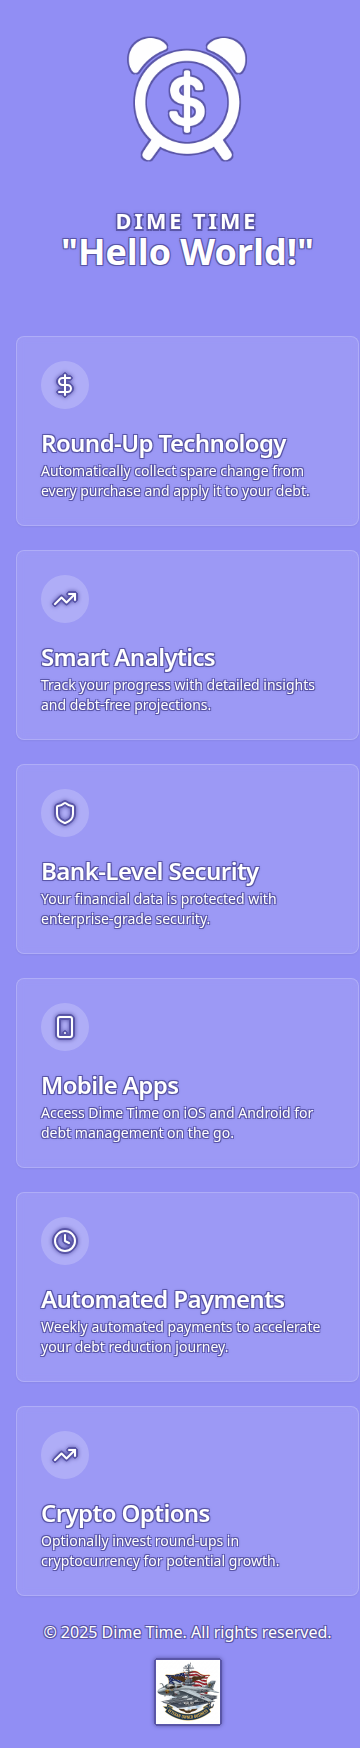 $
DIME TIME
"Hello World!"
Round-Up Technology
Automatically collect spare change from
every purchase and apply it to your debt.
Smart Analytics
Track your progress with detailed insights
and debt-free projections.
Bank-Level Security
Your financial data is protected with
enterprise-grade security.
Mobile Apps
Access Dime Time on iOS and Android for
debt management on the go.
Automated Payments
Weekly automated payments to accelerate
your debt reduction journey.
Crypto Options
Optionally invest round-ups in
cryptocurrency for potential growth.
© 2025 Dime Time. All rights reserved.